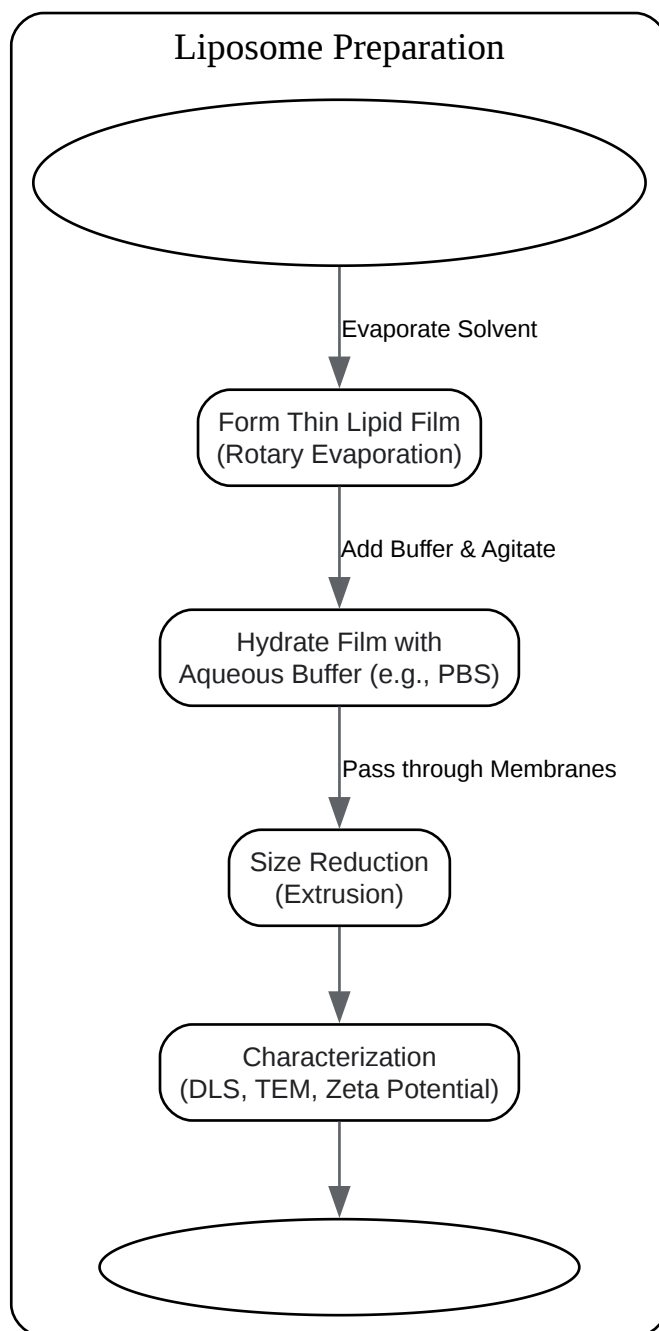 Liposome Preparation
Evaporate Solvent
Form Thin Lipid Film
(Rotary Evaporation)
Add Buffer & Agitate
Hydrate Film with
Aqueous Buffer (e.g., PBS)
Pass through Membranes
Size Reduction
(Extrusion)
Characterization
(DLS, TEM, Zeta Potential)